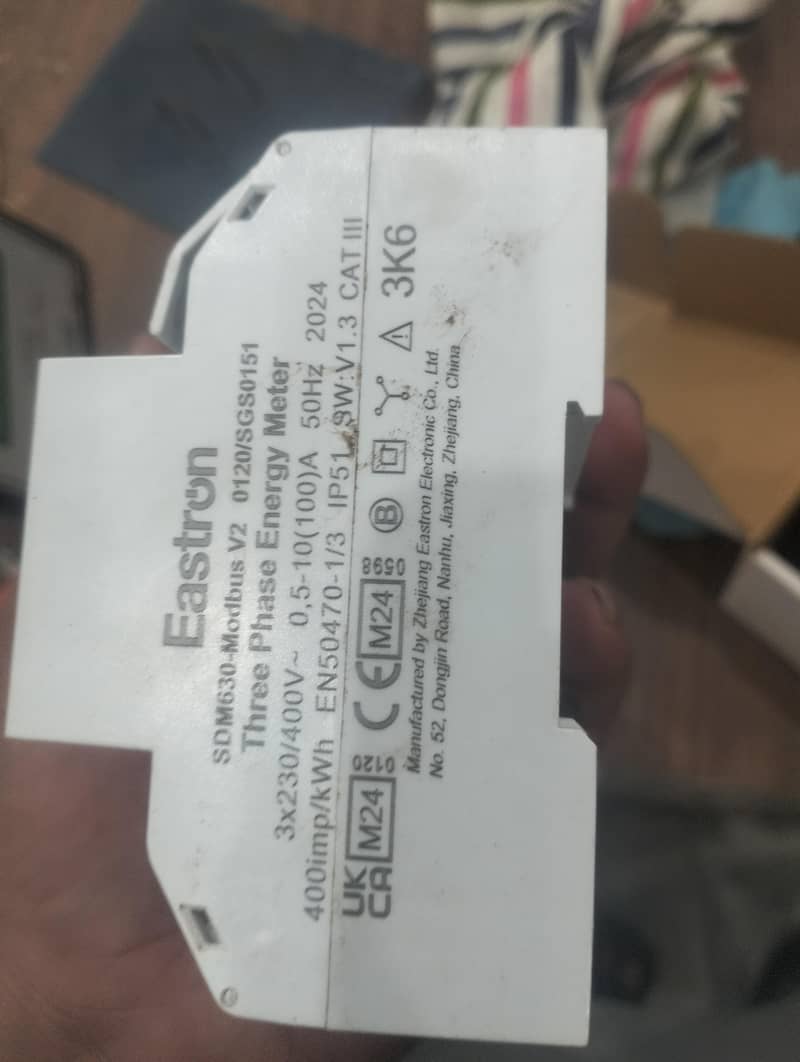 Eastron
SDM630-Modbus V2 0120/SGS0151
Three Phase Energy Meter
3x230/400V~ 0,5-10(100)A 50Hz 2024
400imp/kWh EN50470-1/3 IP51 SW:V1.3 CAT III
UK CA M24 0120 CE M24 0598 B 3K6
Manufactured by Zhejiang Eastron Electronic Co., Ltd.
No. 52, Dongjin Road, Nanhu, Jiaxing, Zhejiang, China